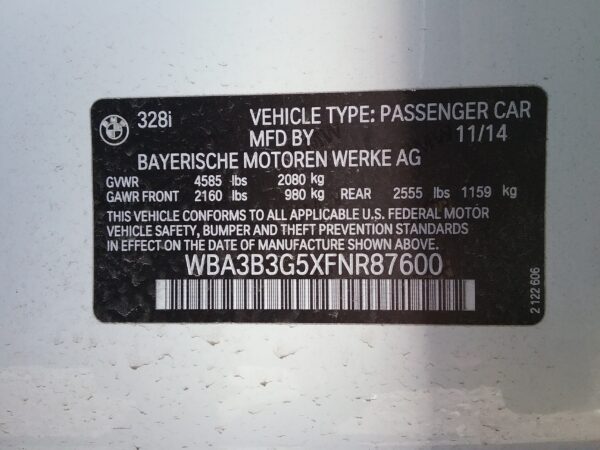 BMW
328i VEHICLE TYPE: PASSENGER CAR
MFD BY 11/14
BAYERISCHE MOTOREN WERKE AG
GVWR 4585 lbs 2080 kg
GAWR FRONT 2160 lbs 980 kg REAR 2555 lbs 1159 kg
THIS VEHICLE CONFORMS TO ALL APPLICABLE U.S. FEDERAL MOTOR
VEHICLE SAFETY, BUMPER AND THEFT PREVENTION STANDARDS
IN EFFECT ON THE DATE OF MANUFACTURE SHOWN ABOVE.
WBA3B3G5XFNR87600
2 122 606